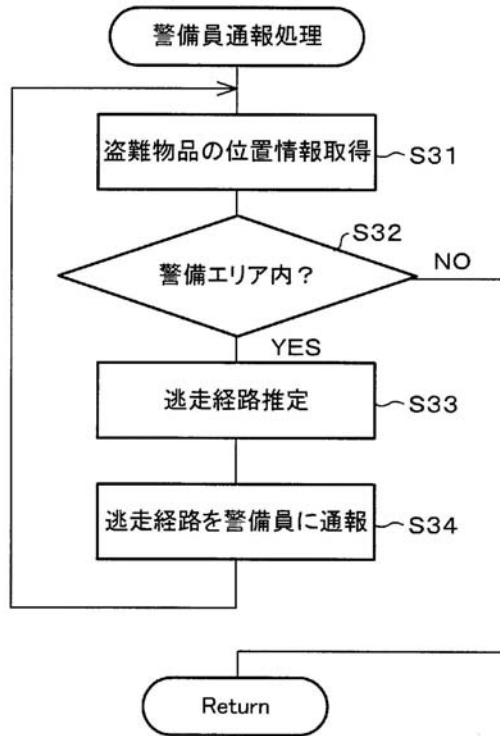 警備員通報処理
盗難物品の位置情報取得
S31
S32
警備エリア内？
NO
YES
逃走経路推定
S33
逃走経路を警備員に通報
S34
Return